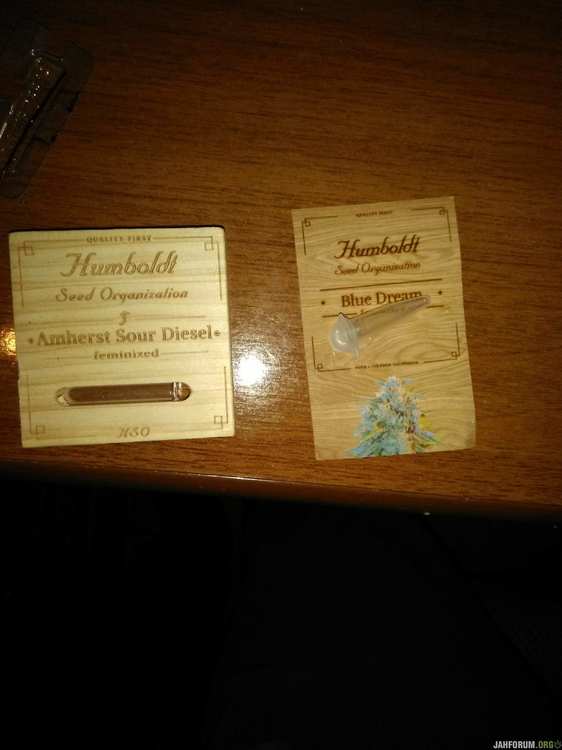 QUALITY FIRST
Humboldt
Seed Organization
3
Amherst Sour Diesel
feminized
HSO
QUALITY FIRST
Humboldt
Seed Organization
Blue Dream
JAHFORUM.ORG